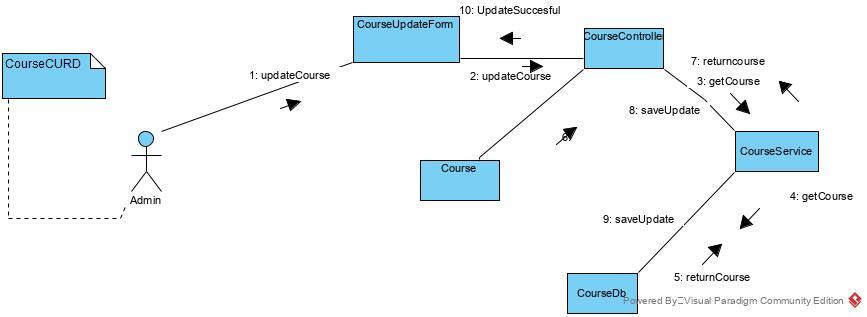 10: UpdateSuccesful
CourseUpdateForm
CourseController
CourseCURD
1: updateCourse
2: updateCourse
7: returncourse
3: getCourse
8: saveUpdate
6:
CourseService
Course
Admin
4: getCourse
9: saveUpdate
5: returnCourse
CourseDb
Powered By Visual Paradigm Community Edition